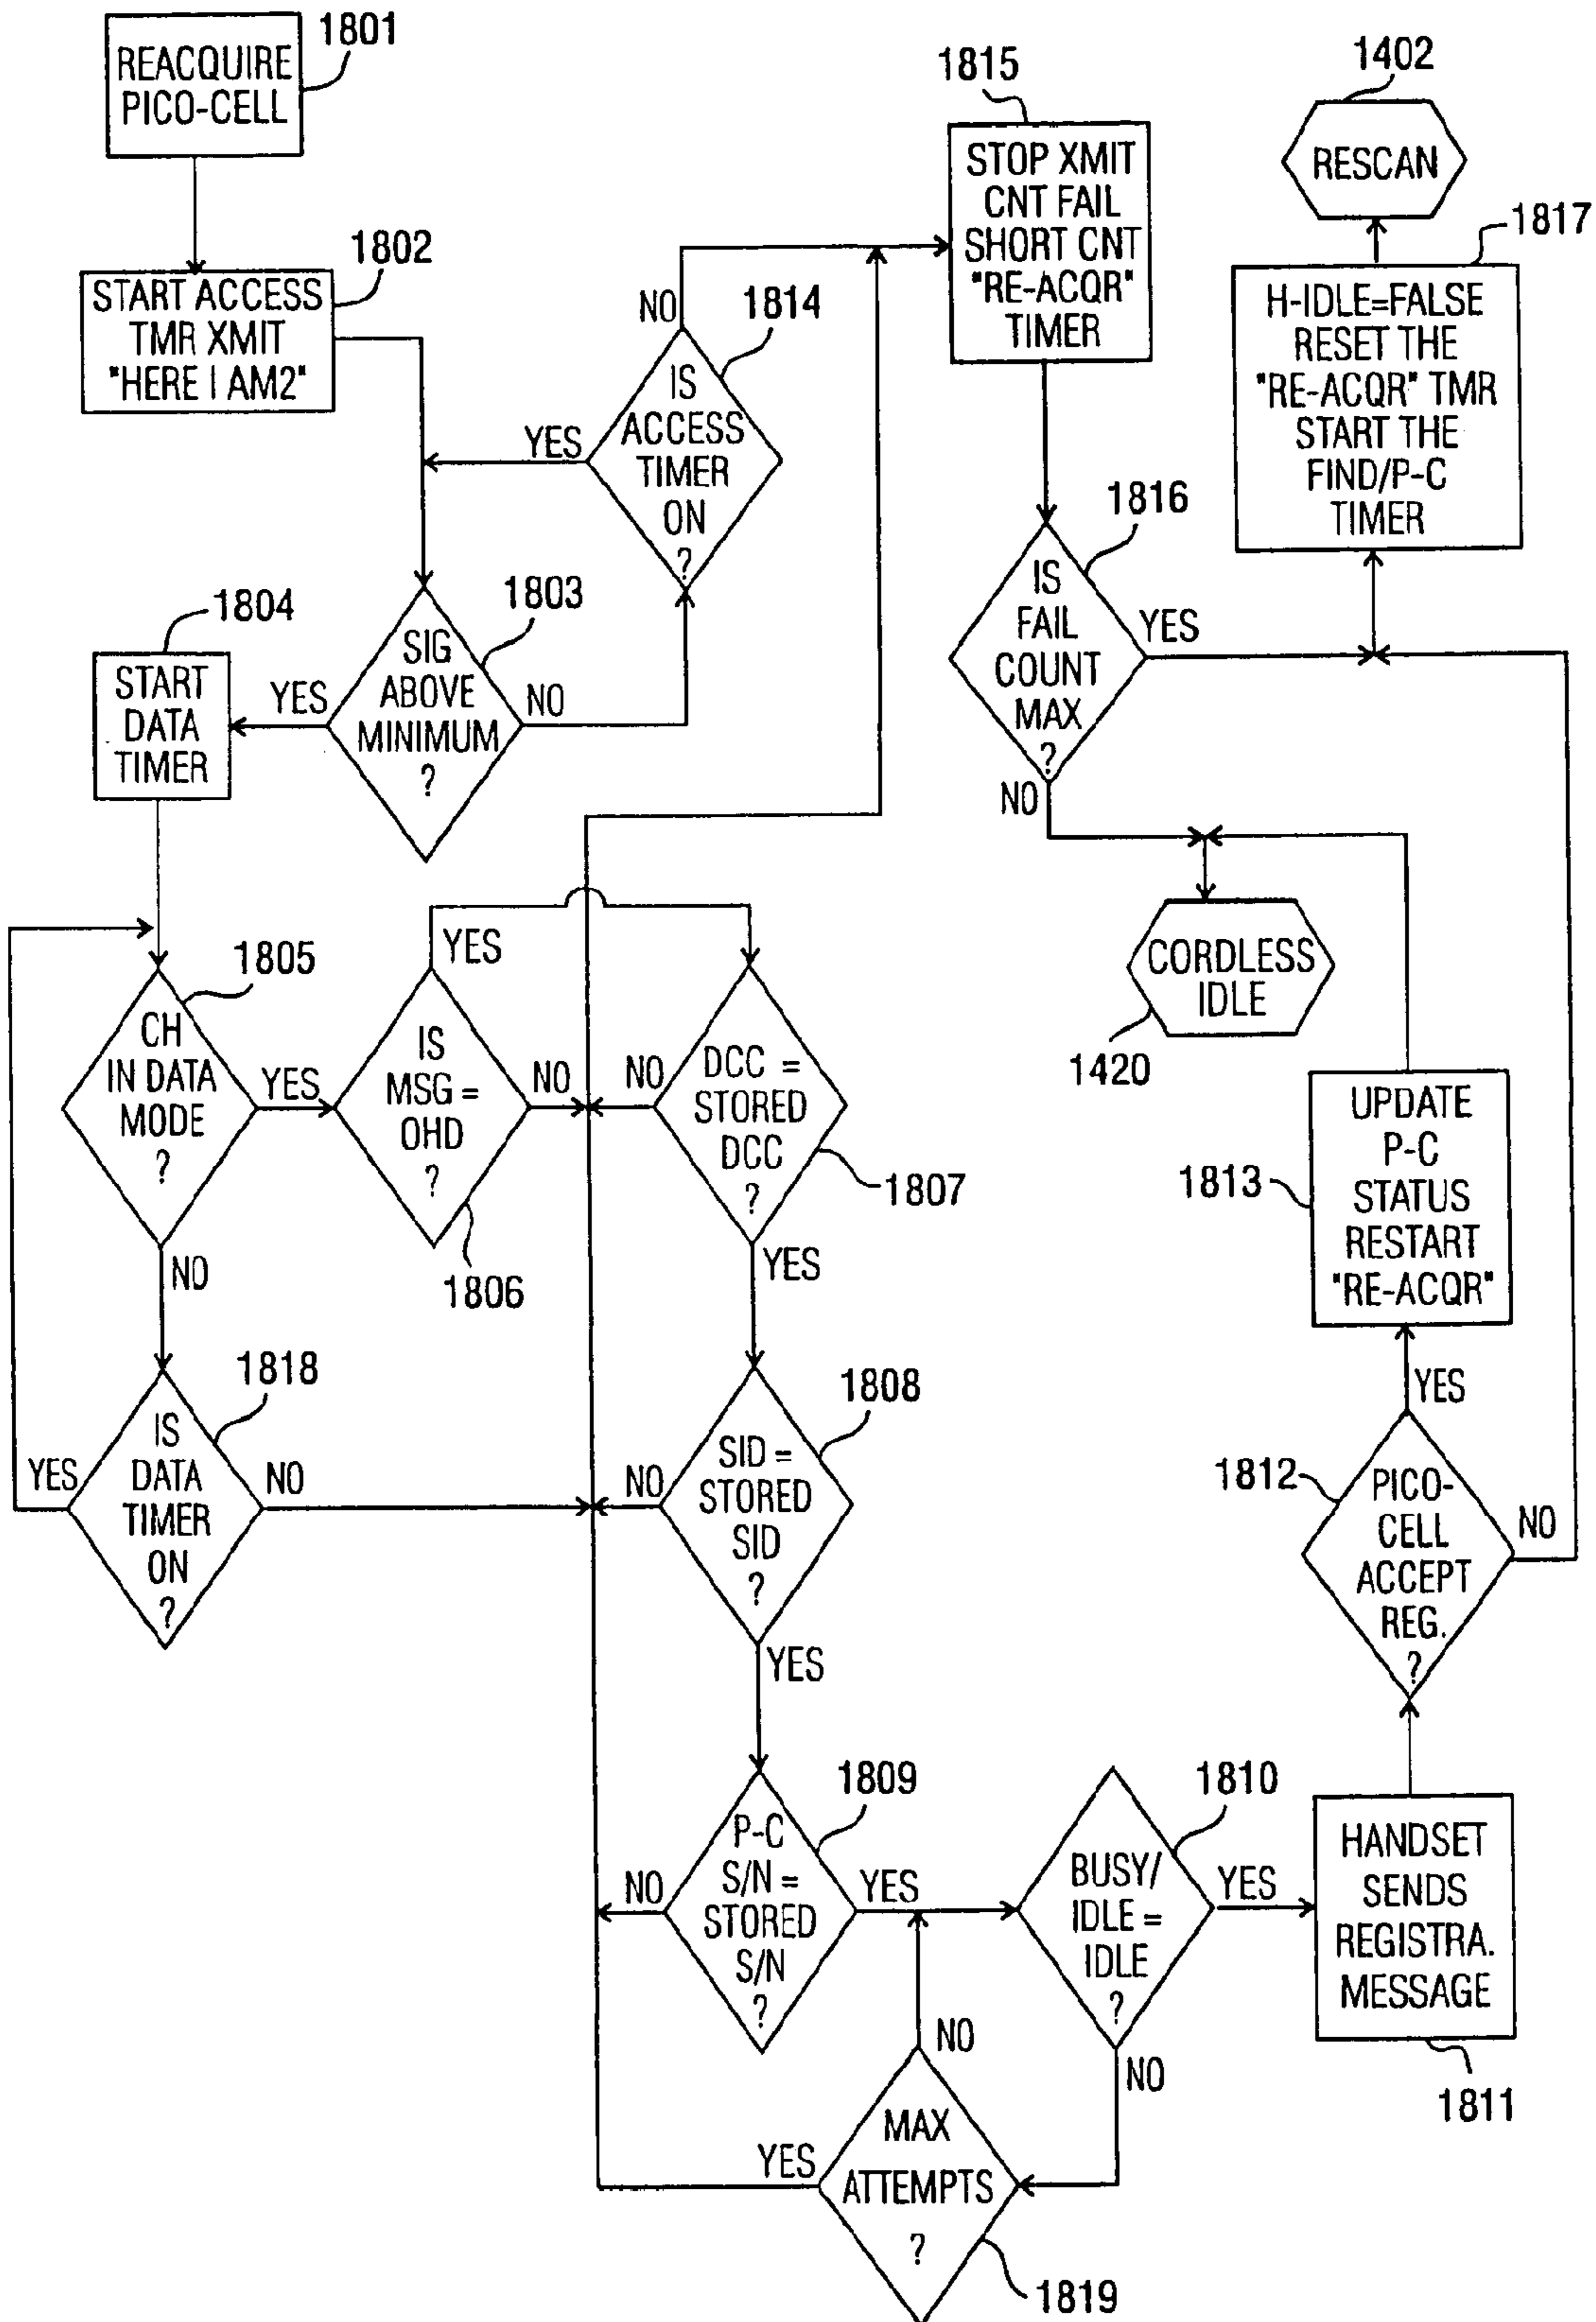 1801
REACQUIRE
PICO-CELL
1802
START ACCESS
TMR XMIT
"HERE I AM2"
1814
IS
ACCESS
TIMER
ON
?
NO
YES
1803
SIG
ABOVE
MINIMUM
?
YES
NO
1804
START
DATA
TIMER
1805
CH
IN DATA
MODE
?
YES
NO
1806
IS
MSG =
OHD
?
YES
NO
1807
DCC =
STORED
DCC
?
NO
YES
1818
IS
DATA
TIMER
ON
?
YES
NO
1808
SID =
STORED
SID
?
NO
YES
1809
P-C
S/N =
STORED
S/N
?
NO
YES
1810
BUSY/
IDLE =
IDLE
?
YES
NO
1819
MAX
ATTEMPTS
?
YES
NO
1811
HANDSET
SENDS
REGISTRA.
MESSAGE
1812
PICO-
CELL
ACCEPT
REG.
?
YES
NO
1813
UPDATE
P-C
STATUS
RESTART
"RE-ACQR"
1815
STOP XMIT
CNT FAIL
SHORT CNT
"RE-ACQR"
TIMER
1816
IS
FAIL
COUNT
MAX
?
YES
NO
1420
CORDLESS
IDLE
1817
H-IDLE=FALSE
RESET THE
"RE-ACQR" TMR
START THE
FIND/P-C
TIMER
1402
RESCAN